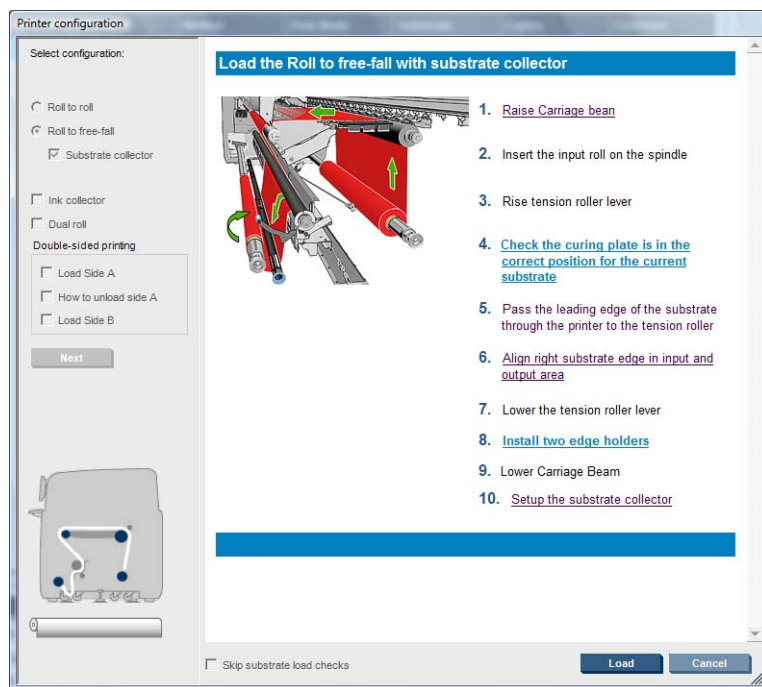 Printer configuration
Select configuration:
Roll to roll
Roll to free-fall
Substrate collector
Ink collector
Dual roll
Double-sided printing
Load Side A
How to unload side A
Load Side B
Next
Load the Roll to free-fall with substrate collector
1. Raise Carriage bean
2. Insert the input roll on the spindle
3. Rise tension roller lever
4. Check the curing plate is in the
correct position for the current
substrate
5. Pass the leading edge of the substrate
through the printer to the tension roller
6. Align right substrate edge in input and
output area
7. Lower the tension roller lever
8. Install two edge holders
9. Lower Carriage Beam
10. Setup the substrate collector
Skip substrate load checks
Load
Cancel